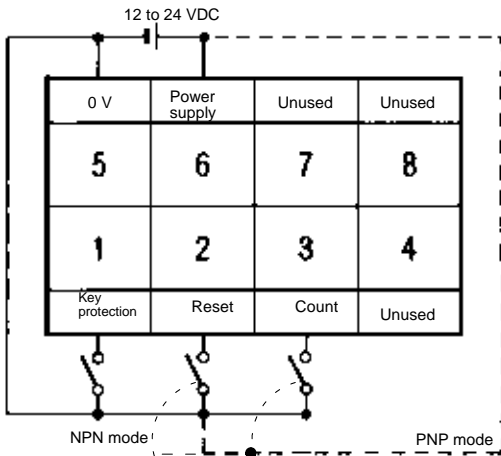 12 to 24 VDC
0 V
Power
supply
Unused
Unused
5
6
7
8
1
2
3
4
Key
protection
Reset
Count
Unused
NPN mode
PNP mode